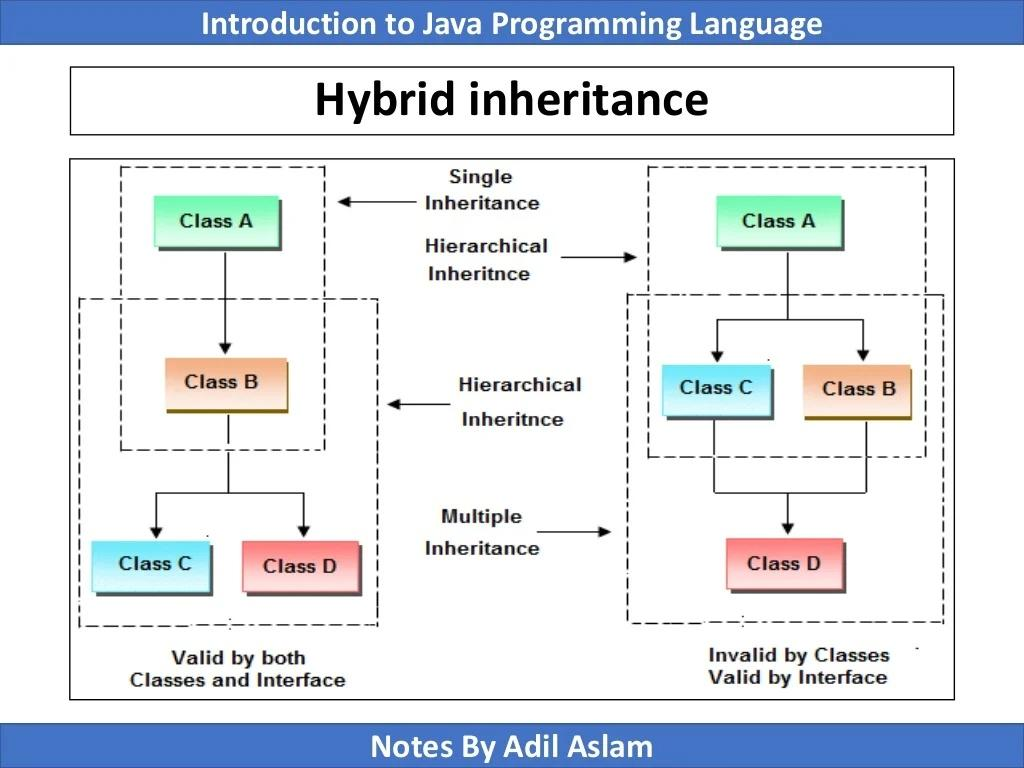 Introduction to Java Programming Language
Hybrid inheritance
Single
Inheritance
Class A
Class A
Hierarchical
Inheritnce
Class B
Hierarchical
Inheritnce
Class C
Class B
Multiple
Inheritance
Class C
Class D
Class D
Valid by both
Classes and Interface
Invalid by Classes
Valid by Interface
Notes By Adil Aslam